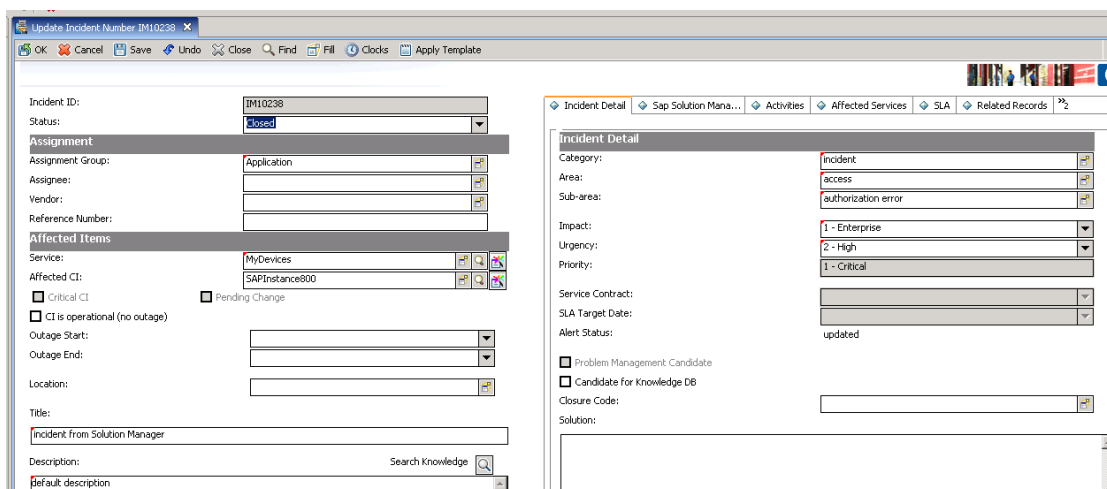 Update Incident Number IM10238
OK Cancel Save Undo Close Find Fill Clocks Apply Template
Incident ID: IM10238
Status: Closed
Assignment
Assignment Group: Application
Assignee:
Vendor:
Reference Number:
Affected Items
Service: MyDevices
Affected CI: SAPInstance800
Critical CI Pending Change
CI is operational (no outage)
Outage Start:
Outage End:
Location:
Title:
incident from Solution Manager
Description: Search Knowledge
default description
Incident Detail Sap Solution Mana... Activities Affected Services SLA Related Records 2
Incident Detail
Category: incident
Area: access
Sub-area: authorization error
Impact: 1 - Enterprise
Urgency: 2 - High
Priority: 1 - Critical
Service Contract:
SLA Target Date:
Alert Status: updated
Problem Management Candidate
Candidate for Knowledge DB
Closure Code:
Solution: